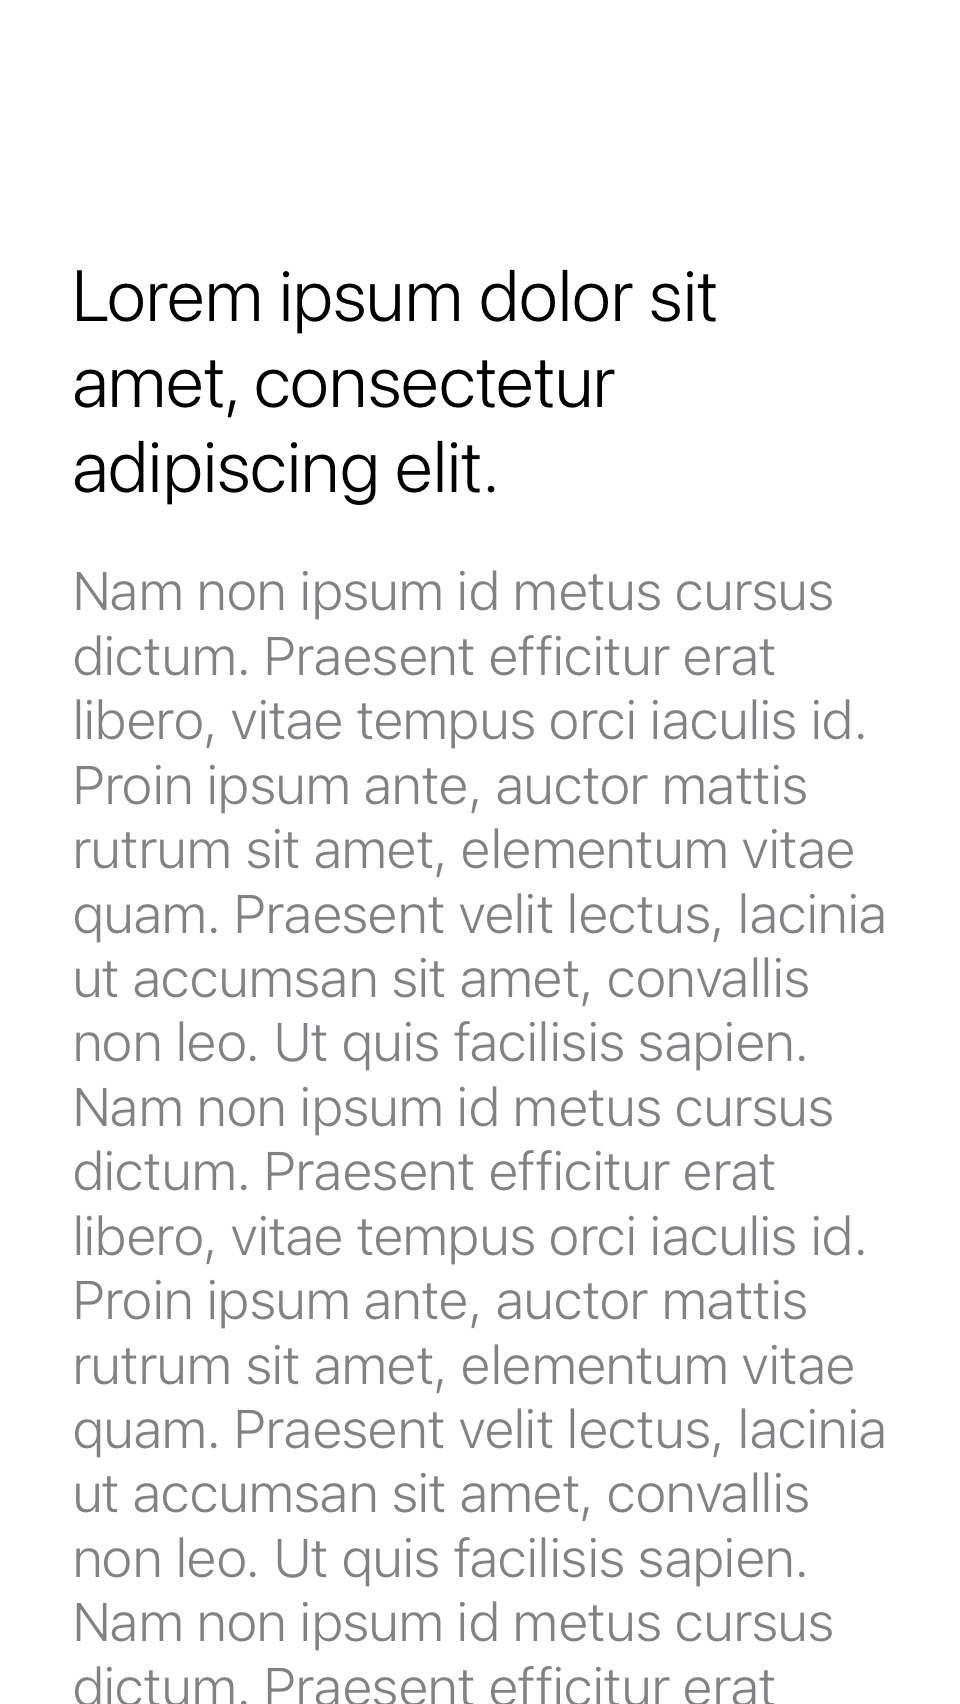 Lorem ipsum dolor sit
amet, consectetur
adipiscing elit.
Nam non ipsum id metus cursus
dictum. Praesent efficitur erat
libero, vitae tempus orci iaculis id.
Proin ipsum ante, auctor mattis
rutrum sit amet, elementum vitae
quam. Praesent velit lectus, lacinia
ut accumsan sit amet, convallis
non leo. Ut quis facilisis sapien.
Nam non ipsum id metus cursus
dictum. Praesent efficitur erat
libero, vitae tempus orci iaculis id.
Proin ipsum ante, auctor mattis
rutrum sit amet, elementum vitae
quam. Praesent velit lectus, lacinia
ut accumsan sit amet, convallis
non leo. Ut quis facilisis sapien.
Nam non ipsum id metus cursus
dictum. Praesent efficitur erat